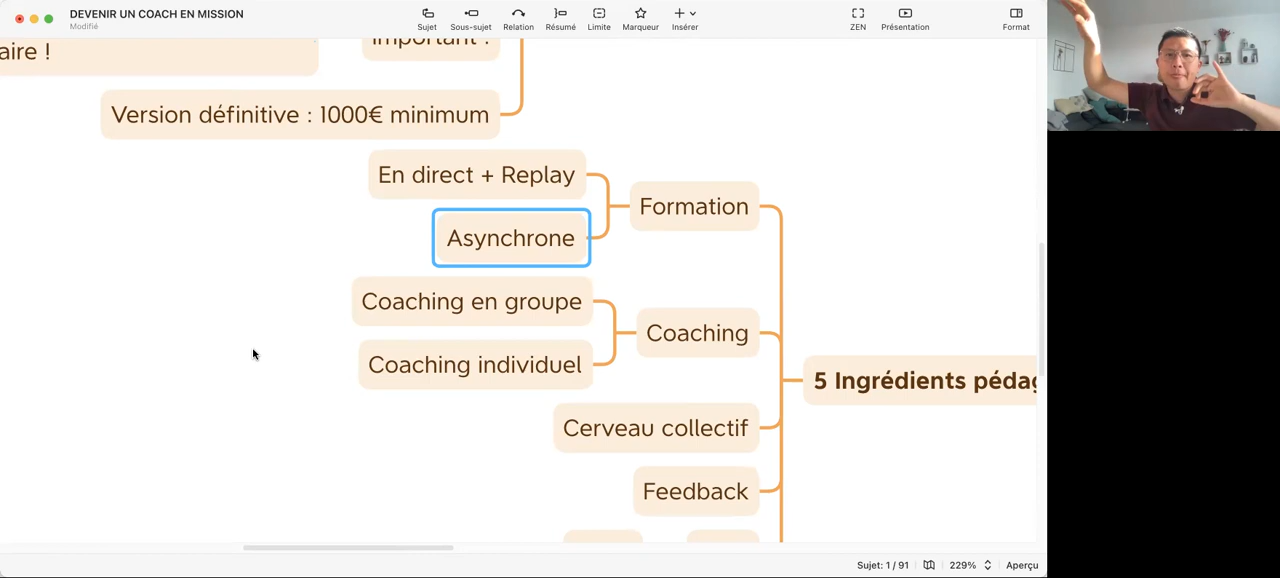 DEVENIR UN COACH EN MISSION
Modifié
Sujet
Sous-sujet
Relation
Résumé
Limite
Marqueur
Insérer
ZEN
Présentation
Format
aire !
important !
Version définitive : 1000€ minimum
En direct + Replay
Formation
Asynchrone
Coaching en groupe
Coaching
Coaching individuel
5 Ingrédients péda
Cerveau collectif
Feedback
Sujet: 1 / 91
229%
Aperçu